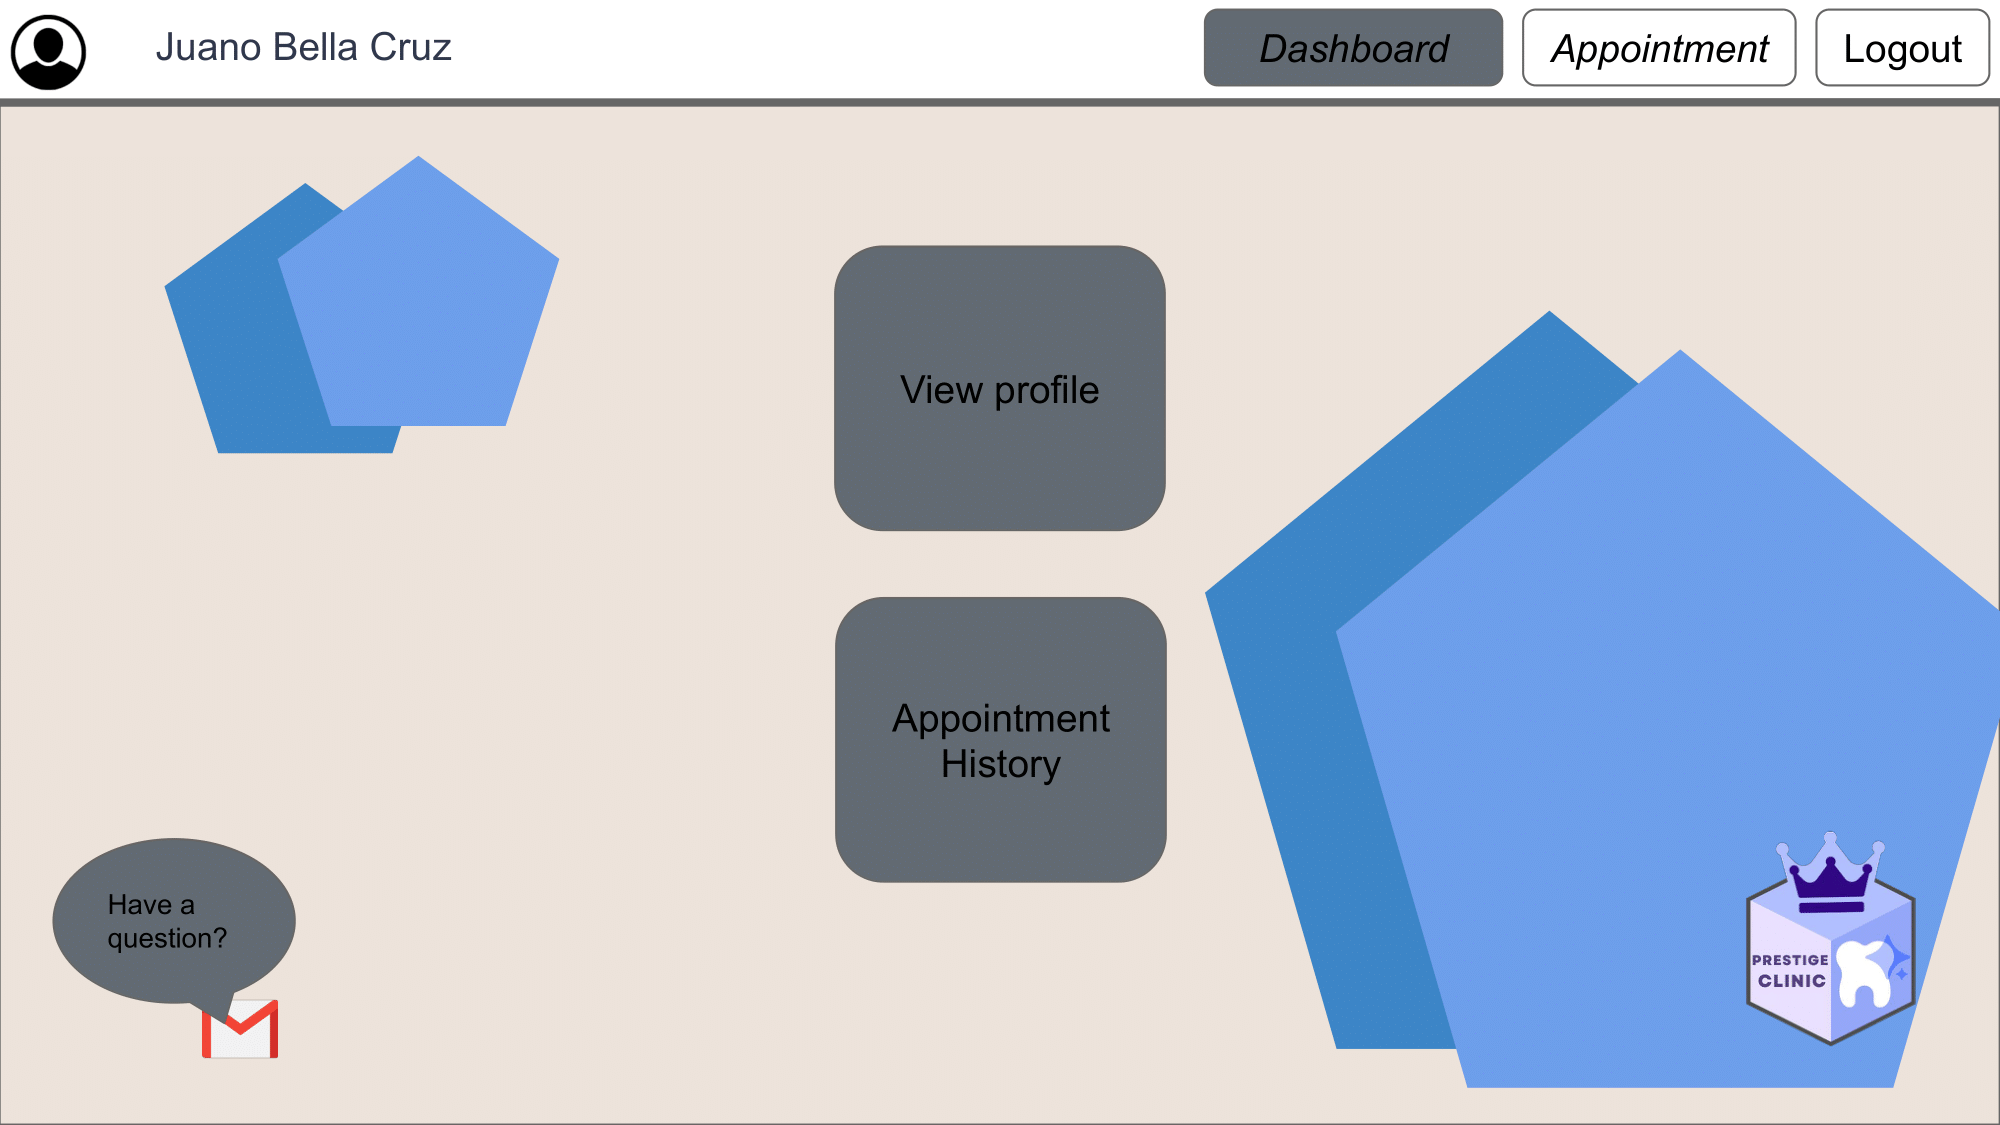 Juano Bella Cruz
Dashboard
Appointment
Logout
View profile
Appointment
History
Have a
question?
PRESTIGE
CLINIC